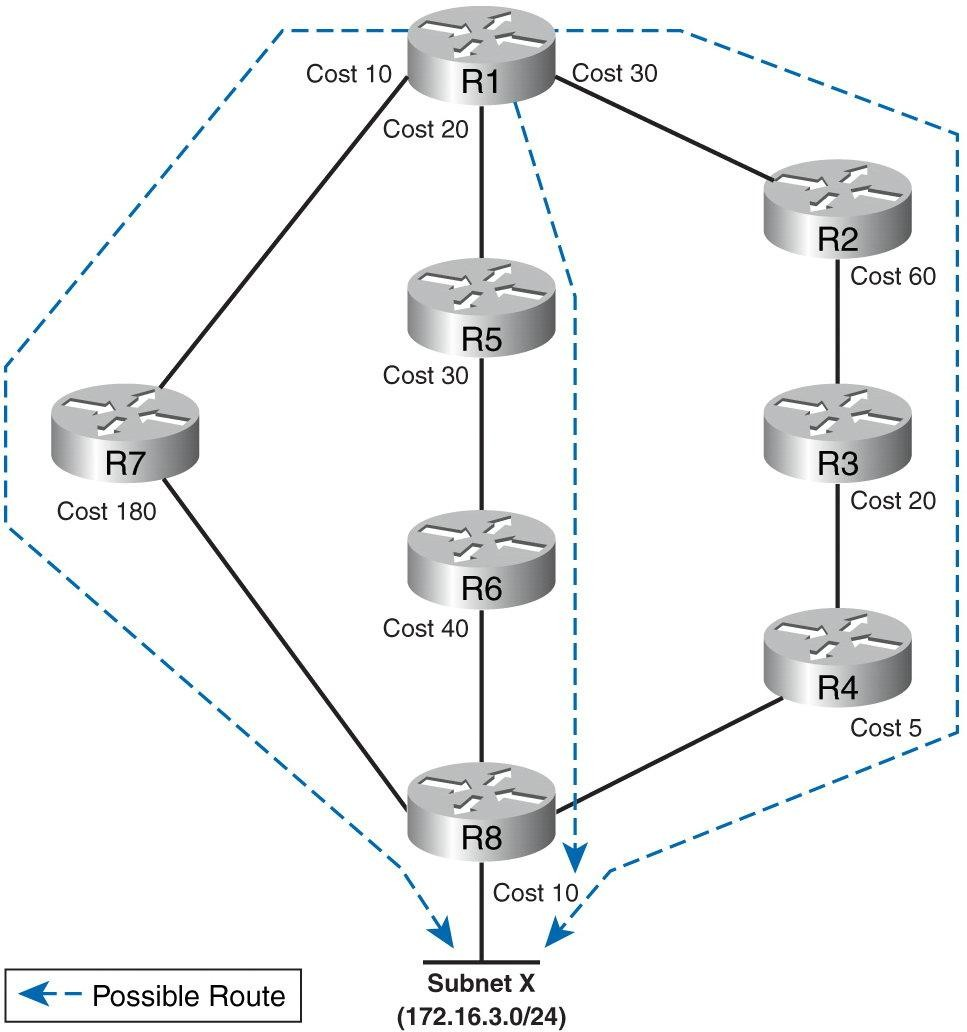 R1
Cost 10
Cost 30
Cost 20
R2
Cost 60
R5
Cost 30
R7
Cost 180
R3
Cost 20
R6
Cost 40
R4
Cost 5
R8
Cost 10
Subnet X
(172.16.3.0/24)
Possible Route